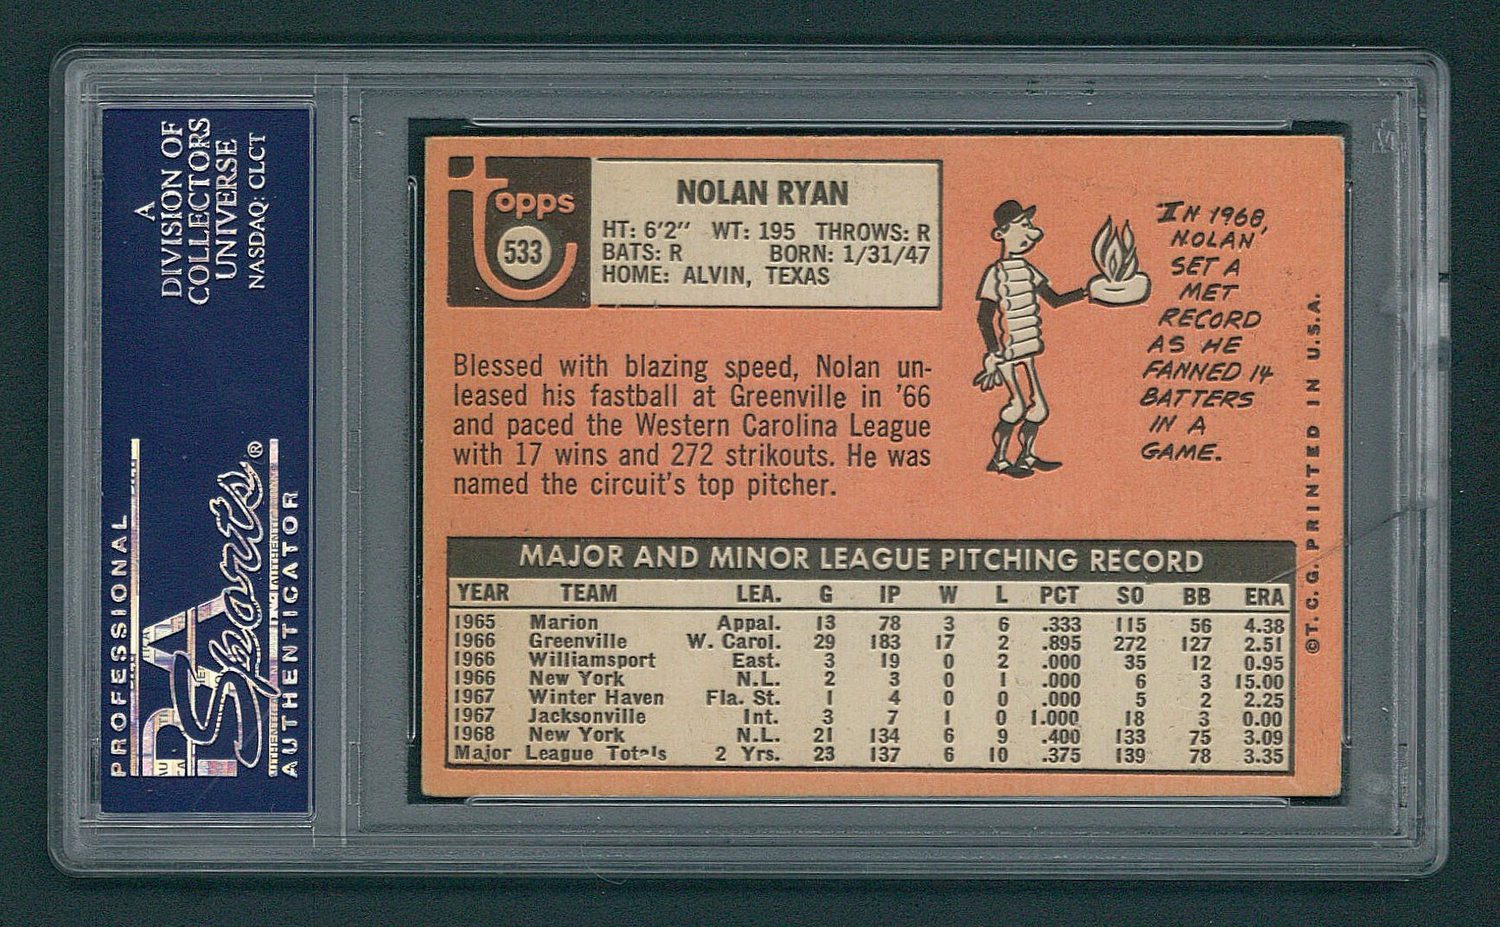 A
DIVISION OF
COLLECTORS
UNIVERSE
NASDAQ: CLCT
PROFESSIONAL
PSA
Sports®
AUTHENTICATOR
topps
533
NOLAN RYAN
HT: 6'2" WT: 195 THROWS: R
BATS: R BORN: 1/31/47
HOME: ALVIN, TEXAS
Blessed with blazing speed, Nolan un-
leased his fastball at Greenville in '66
and paced the Western Carolina League
with 17 wins and 272 strikouts. He was
named the circuit's top pitcher.
IN 1968,
NOLAN
SET A
MET
RECORD
AS HE
FANNED 14
BATTERS
IN A
GAME.
©T.C.G. PRINTED IN U.S.A.
MAJOR AND MINOR LEAGUE PITCHING RECORD
YEAR TEAM LEA. G IP W L PCT SO BB ERA
1965 Marion Appal. 13 78 3 6 .333 115 56 4.38
1966 Greenville W. Carol. 29 183 17 2 .895 272 127 2.51
1966 Williamsport East. 3 19 0 2 .000 35 12 0.95
1966 New York N.L. 2 3 0 1 .000 6 3 15.00
1967 Winter Haven Fla. St. 1 4 0 0 .000 5 2 2.25
1967 Jacksonville Int. 3 7 1 0 1.000 18 3 0.00
1968 New York N.L. 21 134 6 9 .400 133 75 3.09
Major League Totals 2 Yrs. 23 137 6 10 .375 139 78 3.35